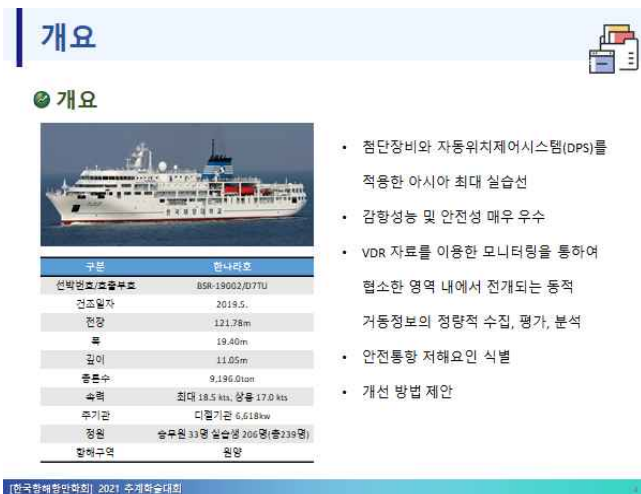 개요
개요
한국해양대학교
구분 한나라호
선박번호/호출부호 BSR-19002/D7TU
건조일자 2019.5.
전장 121.78m
폭 19.40m
깊이 11.05m
총톤수 9,196.0ton
속력 최대 18.5 kts, 상용 17.0 kts
주기관 디젤기관 6,618kw
정원 승무원 33명 실습생 206명(총239명)
항해구역 원양
• 첨단장비와 자동위치제어시스템(DPS)를
적용한 아시아 최대 실습선
• 감항성능 및 안전성 매우 우수
• VDR 자료를 이용한 모니터링을 통하여
협소한 영역 내에서 전개되는 동적
거동정보의 정량적 수집, 평가, 분석
• 안전통항 저해요인 식별
• 개선 방법 제안
[한국항해항만학회] 2021 추계학술대회